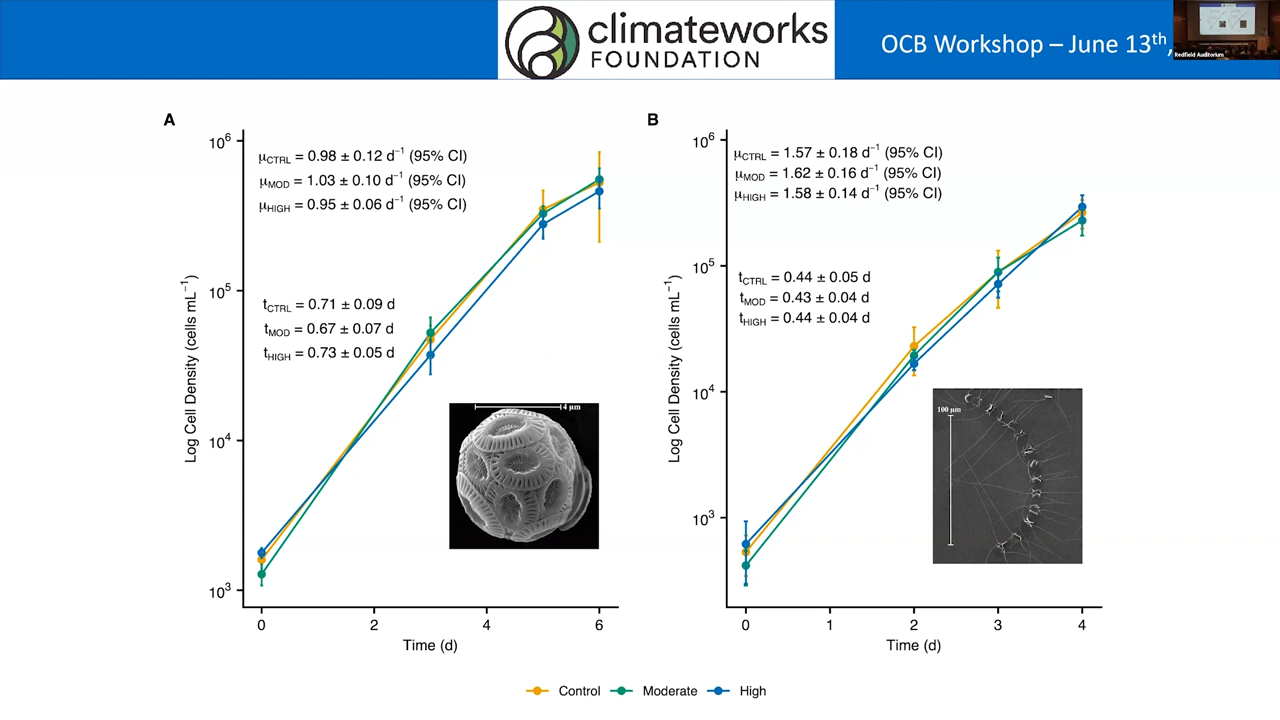 climateworks
FOUNDATION
OCB Workshop – June 13th,
Redfield Auditorium
A
μCTRL = 0.98 ± 0.12 d⁻¹ (95% CI)
μMOD = 1.03 ± 0.10 d⁻¹ (95% CI)
μHIGH = 0.95 ± 0.06 d⁻¹ (95% CI)
tCTRL = 0.71 ± 0.09 d
tMOD = 0.67 ± 0.07 d
tHIGH = 0.73 ± 0.05 d
Log Cell Density (cells mL⁻¹)
10⁶
10⁵
10⁴
10³
4 μm
0 2 4 6
Time (d)
B
μCTRL = 1.57 ± 0.18 d⁻¹ (95% CI)
μMOD = 1.62 ± 0.16 d⁻¹ (95% CI)
μHIGH = 1.58 ± 0.14 d⁻¹ (95% CI)
tCTRL = 0.44 ± 0.05 d
tMOD = 0.43 ± 0.04 d
tHIGH = 0.44 ± 0.04 d
Log Cell Density (cells mL⁻¹)
10⁶
10⁵
10⁴
10³
100 μm
0 1 2 3 4
Time (d)
Control Moderate High